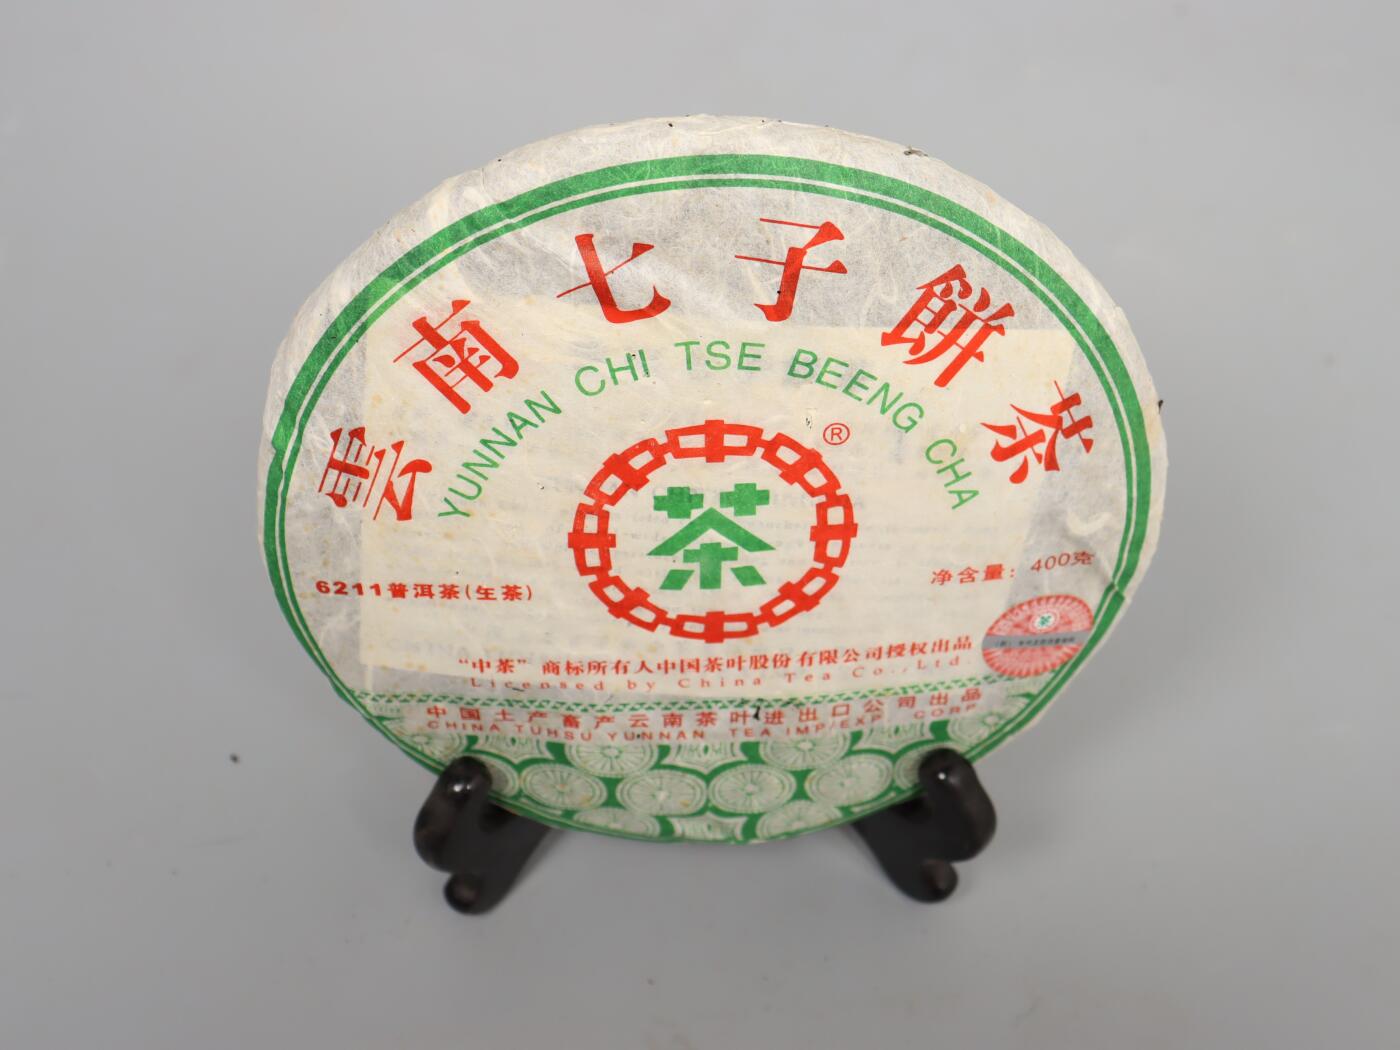 雲南七子餅茶
YUNNAN CHI TSE BEENG CHA
®
茶
6211普洱茶(生茶)
净含量：400克
“中茶”商标所有人中国茶叶股份有限公司授权出品
Licensed by China Tea Co.,Ltd.
中国土产畜产云南茶叶进出口公司出品
CHINA TUHSU YUNNAN TEA IMP/EXP CORP